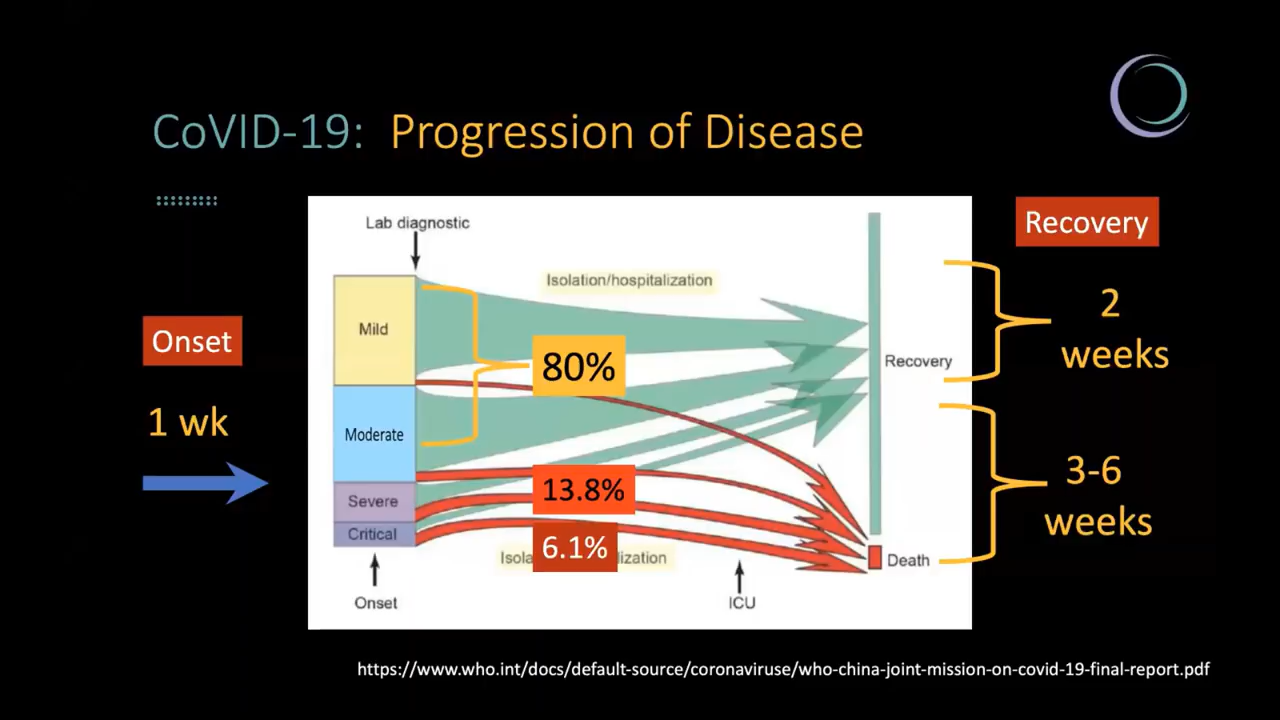 CoVID-19: Progression of Disease
Lab diagnostic
Recovery
Isolation/hospitalization
2
weeks
Mild
Onset
80%
Recovery
Moderate
1 wk
3-6
weeks
13.8%
Severe
Critical
6.1%
Death
Onset
ICU
https://www.who.int/docs/default-source/coronaviruse/who-china-joint-mission-on-covid-19-final-report.pdf